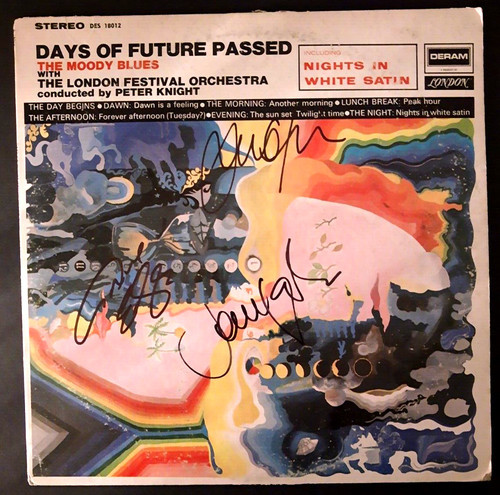 STEREO DES 18012
DAYS OF FUTURE PASSED
THE MOODY BLUES
WITH
THE LONDON FESTIVAL ORCHESTRA
conducted by PETER KNIGHT
INCLUDING
NIGHTS IN
WHITE SATIN
DERAM
LONDON
THE DAY BEGINS ● DAWN: Dawn is a feeling ● THE MORNING: Another morning ● LUNCH BREAK: Peak hour
THE AFTERNOON: Forever afternoon (Tuesday?) ● EVENING: The sun set Twilight time ● THE NIGHT: Nights in white satin